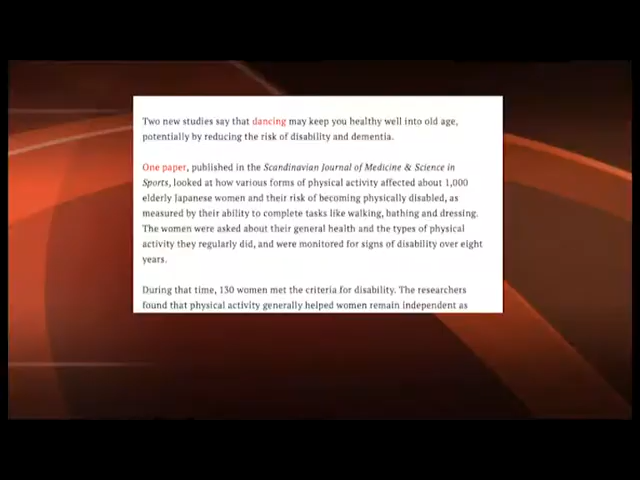 Two new studies say that dancing may keep you healthy well into old age,
potentially by reducing the risk of disability and dementia.
One paper, published in the Scandinavian Journal of Medicine & Science in
Sports, looked at how various forms of physical activity affected about 1,000
elderly Japanese women and their risk of becoming physically disabled, as
measured by their ability to complete tasks like walking, bathing and dressing.
The women were asked about their general health and the types of physical
activity they regularly did, and were monitored for signs of disability over eight
years.
During that time, 130 women met the criteria for disability. The researchers
found that physical activity generally helped women remain independent as